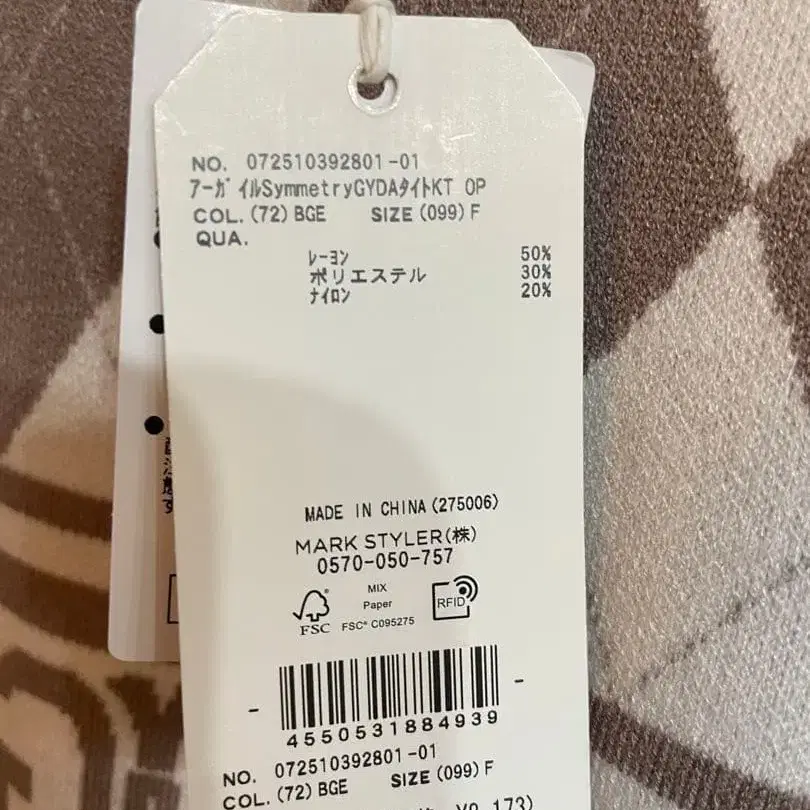 NO. 072510392801-01
アーガイルSymmetryGYDAタイトKT OP
COL.(72)BGE SIZE(099)F
QUA.
レーヨン 50%
ポリエステル 30%
ナイロン 20%
MADE IN CHINA(275006)
MARK STYLER(株)
0570-050-757
MIX
Paper
FSC FSC® C095275
RFID
4550531884939
NO. 072510392801-01
COL.(72)BGE SIZE(099)F